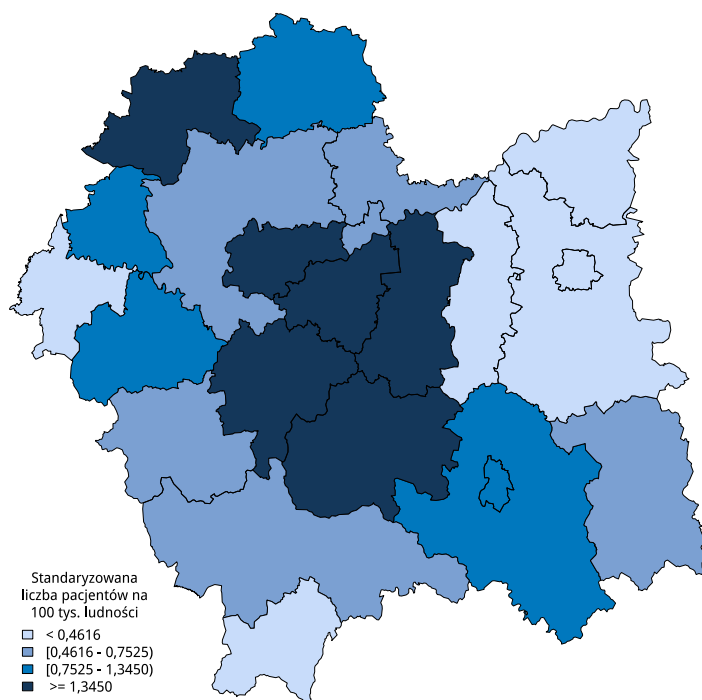 Standaryzowana
liczba pacjentów na
100 tys. ludności
< 0,4616
[0,4616 - 0,7525)
[0,7525 - 1,3450)
>= 1,3450